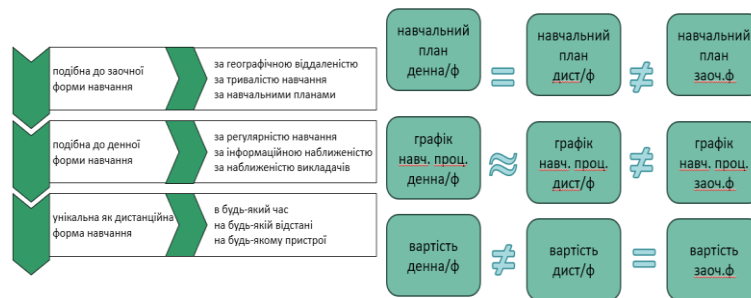 подібна до заочної
форми навчання
за географічною віддаленістю
за тривалістю навчання
за навчальними планами
подібна до денної
форми навчання
за регулярністю навчання
за інформаційною наближеністю
за наближеністю викладачів
унікальна як дистанційна
форма навчання
в будь-який час
на будь-якій відстані
на будь-якому пристрої
навчальний
план
денна/ф
=
навчальний
план
дист/ф
≠
навчальний
план
заоч.ф
графік
навч. проц.
денна/ф
≈
графік
навч. проц.
дист/ф
≠
графік
навч. проц.
заоч.ф
вартість
денна/ф
≠
вартість
дист/ф
=
вартість
заоч.ф